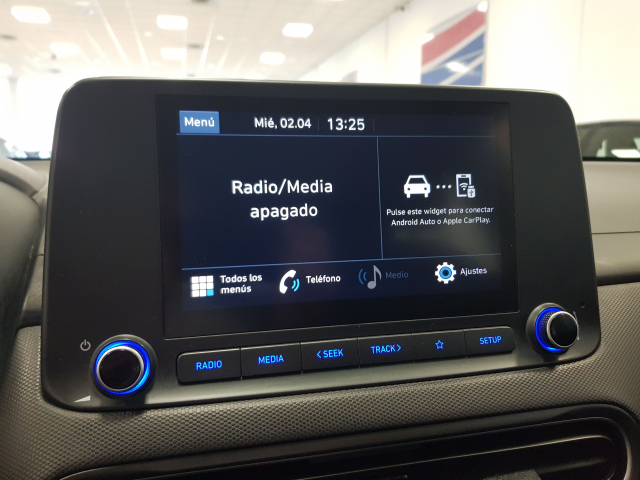 Menú
Mié, 02.04 13:25
Radio/Media
apagado
Pulse este widget para conectar
Android Auto o Apple CarPlay.
Todos los
menús
Teléfono
Medio
Ajustes
RADIO
MEDIA
< SEEK
TRACK >
SETUP